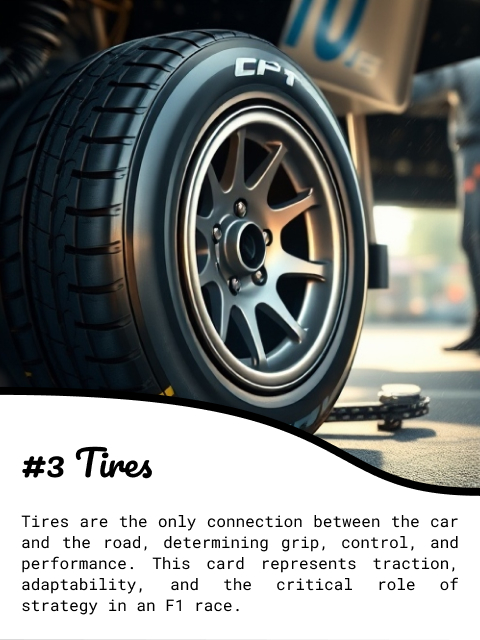 CPT
#3 Tires
Tires are the only connection between the car
and the road, determining grip, control, and
performance. This card represents traction,
adaptability, and the critical role of
strategy in an F1 race.